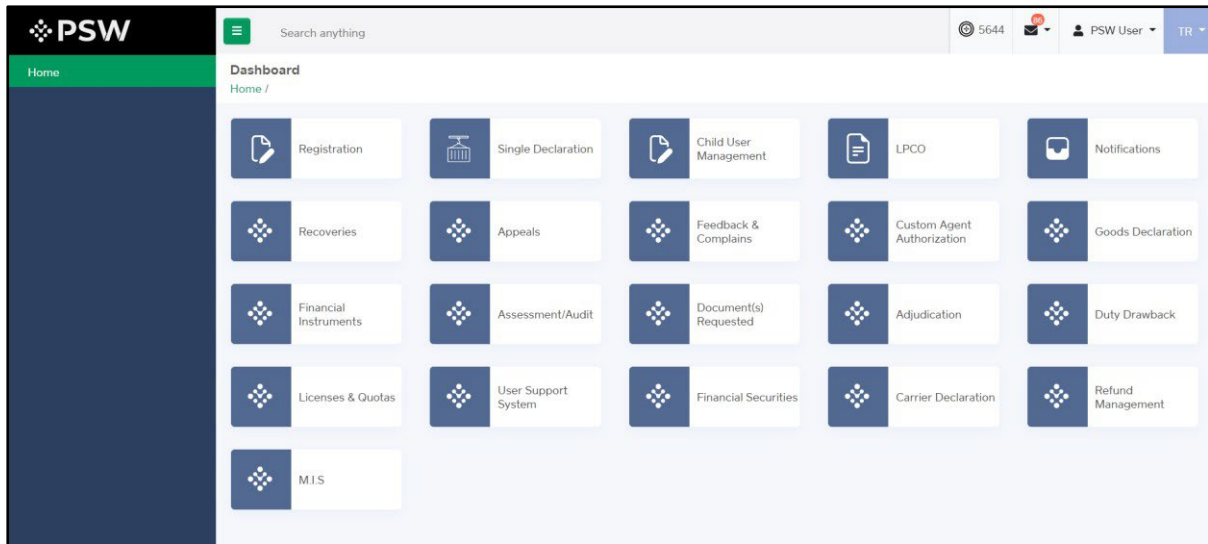 PSW
Search anything
5644
86
PSW User
TR
Home
Dashboard
Home /
Registration
Single Declaration
Child User
Management
LPCO
Notifications
Recoveries
Appeals
Feedback &
Complains
Custom Agent
Authorization
Goods Declaration
Financial
Instruments
Assessment/Audit
Document(s)
Requested
Adjudication
Duty Drawback
Licenses & Quotas
User Support
System
Financial Securities
Carrier Declaration
Refund
Management
M.I.S